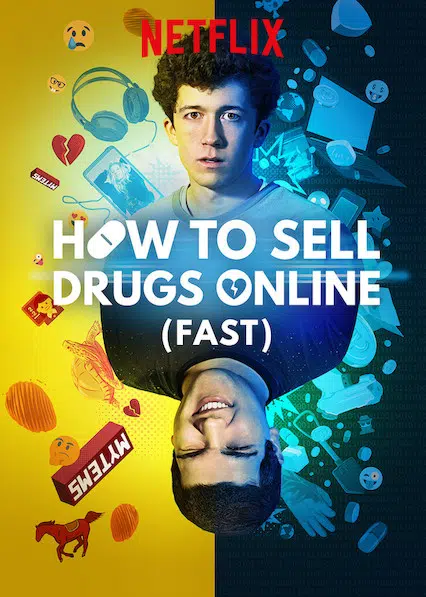 NETFLIX
MYTEMS
HOW TO SELL
DRUGS ONLINE
(FAST)
MYTEMS